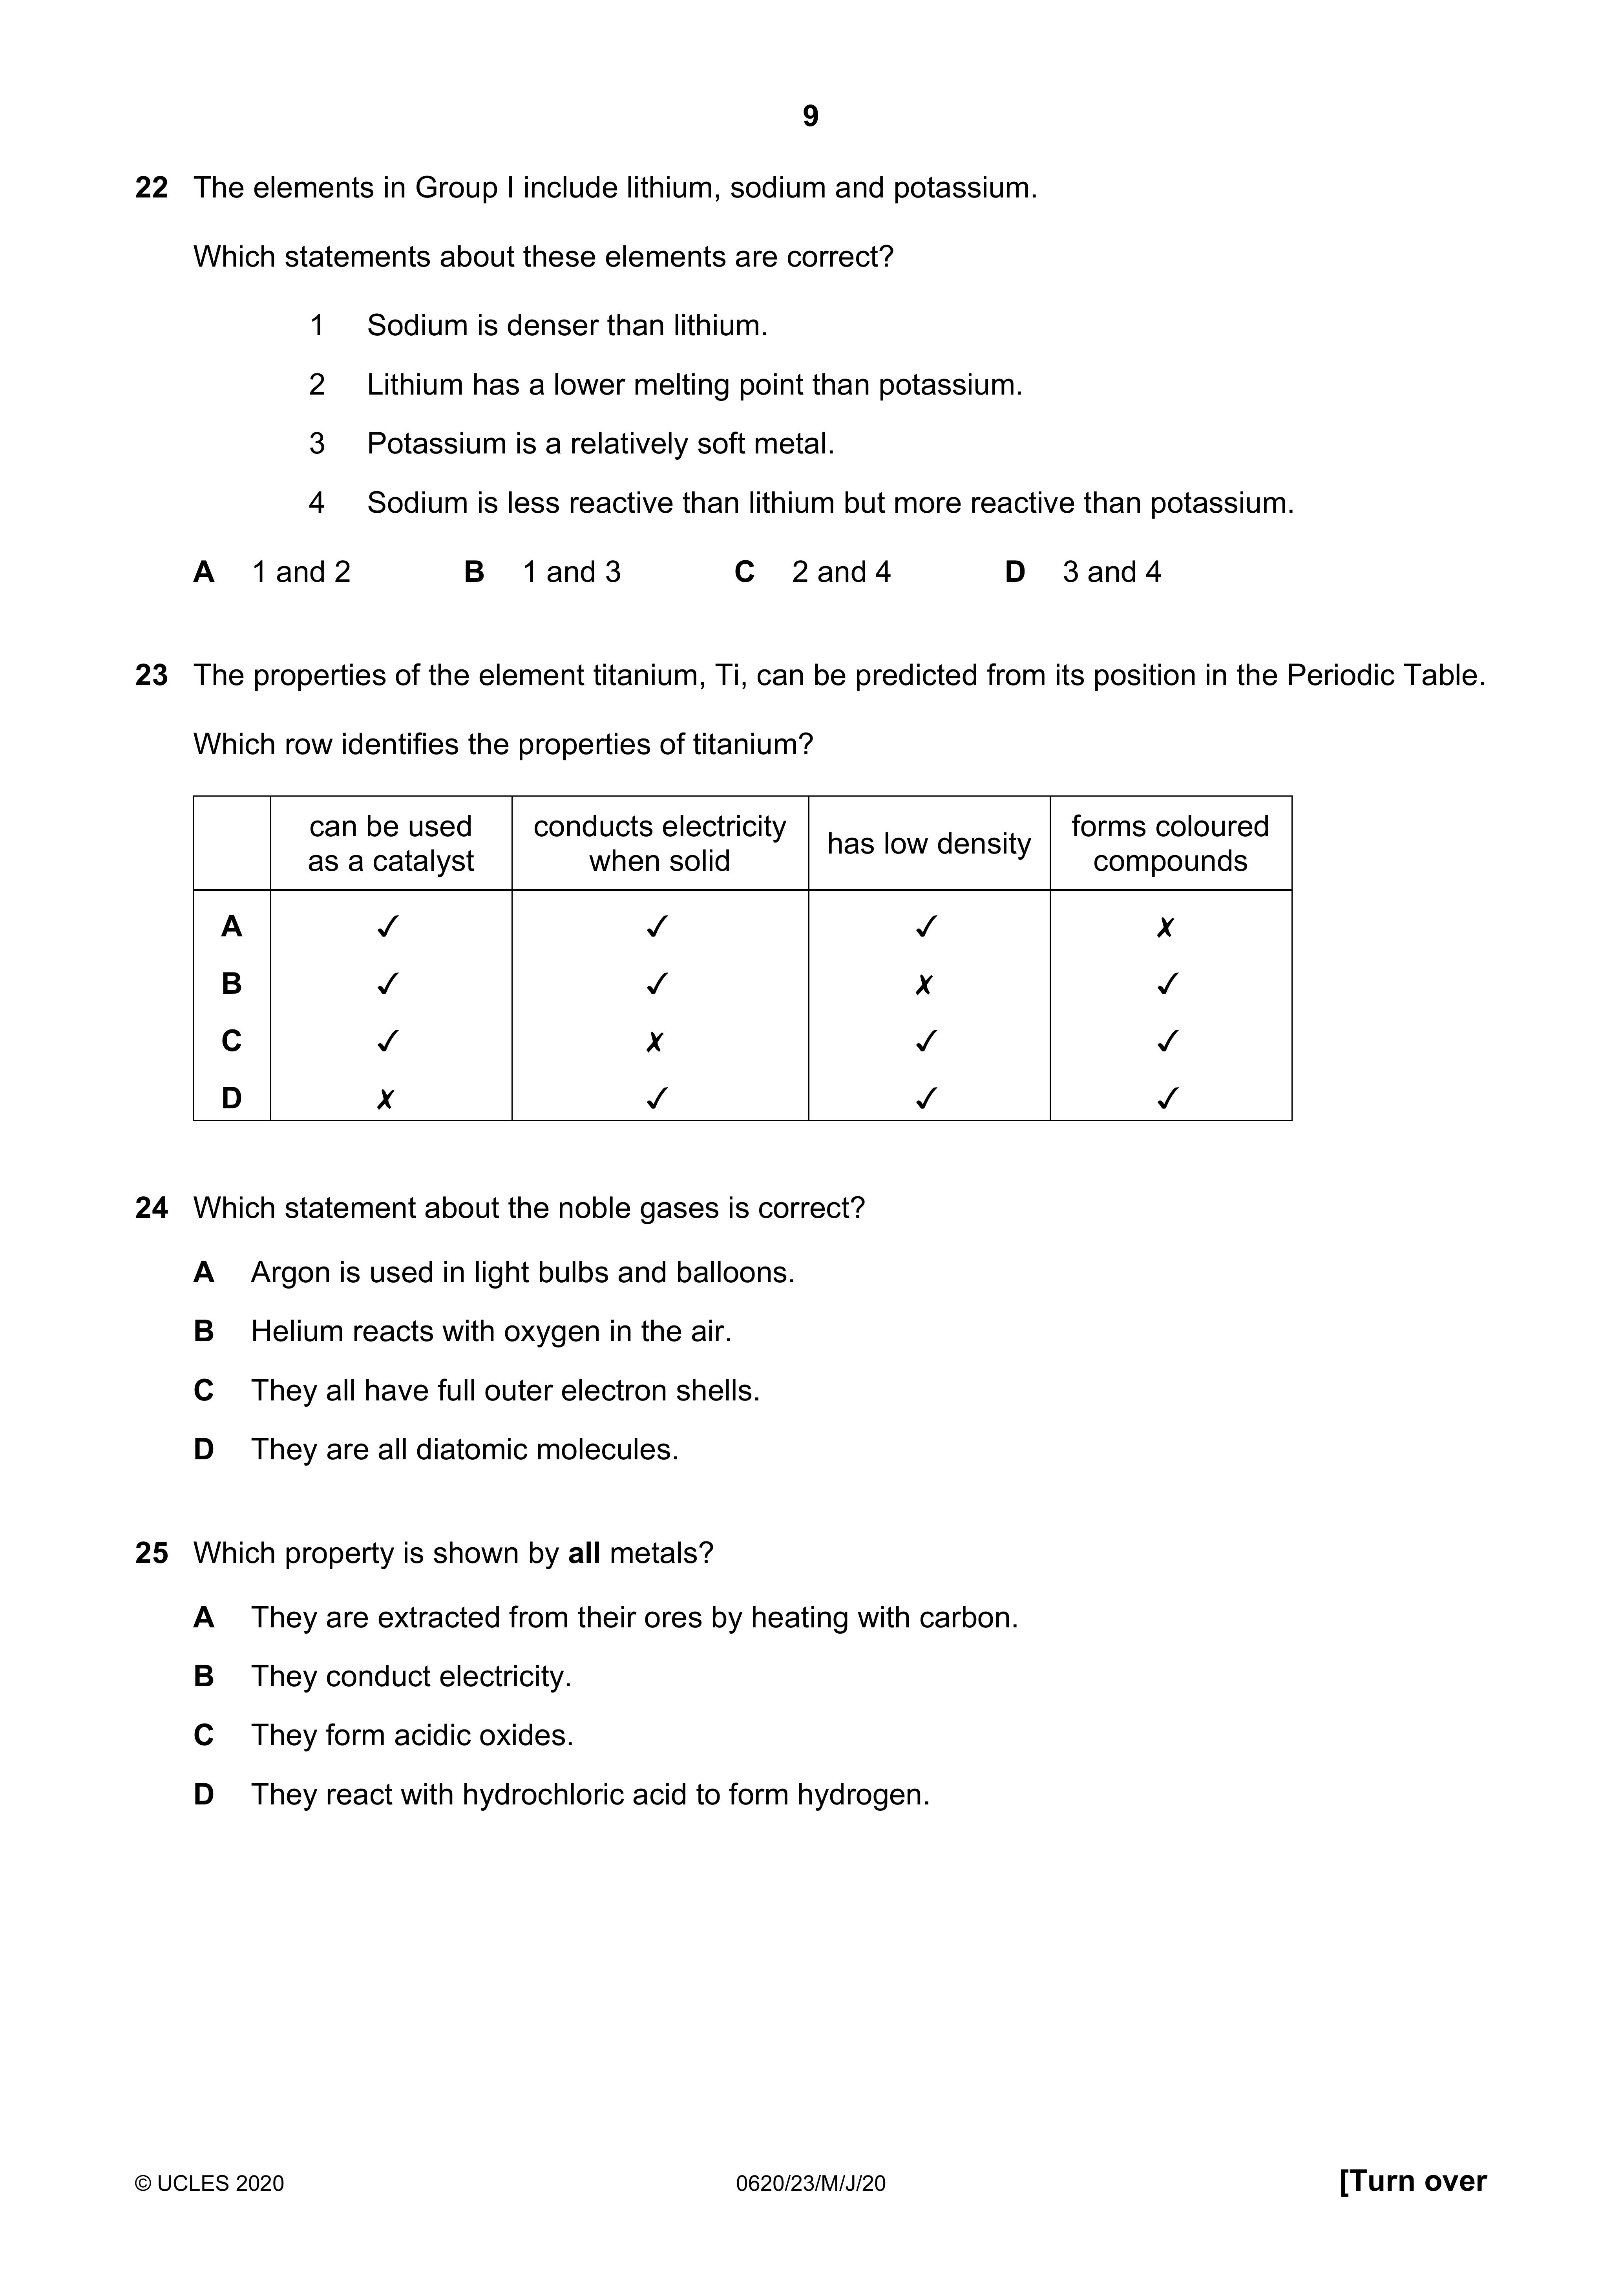 9
22 The elements in Group I include lithium, sodium and potassium.
Which statements about these elements are correct?
1 Sodium is denser than lithium.
2 Lithium has a lower melting point than potassium.
3 Potassium is a relatively soft metal.
4 Sodium is less reactive than lithium but more reactive than potassium.
A 1 and 2 B 1 and 3 C 2 and 4 D 3 and 4
23 The properties of the element titanium, Ti, can be predicted from its position in the Periodic Table.
Which row identifies the properties of titanium?
can be used as a catalyst conducts electricity when solid has low density forms coloured compounds
A ✓ ✓ ✓ ✗
B ✓ ✓ ✗ ✓
C ✓ ✗ ✓ ✓
D ✗ ✓ ✓ ✓
24 Which statement about the noble gases is correct?
A Argon is used in light bulbs and balloons.
B Helium reacts with oxygen in the air.
C They all have full outer electron shells.
D They are all diatomic molecules.
25 Which property is shown by all metals?
A They are extracted from their ores by heating with carbon.
B They conduct electricity.
C They form acidic oxides.
D They react with hydrochloric acid to form hydrogen.
© UCLES 2020 0620/23/M/J/20 [Turn over